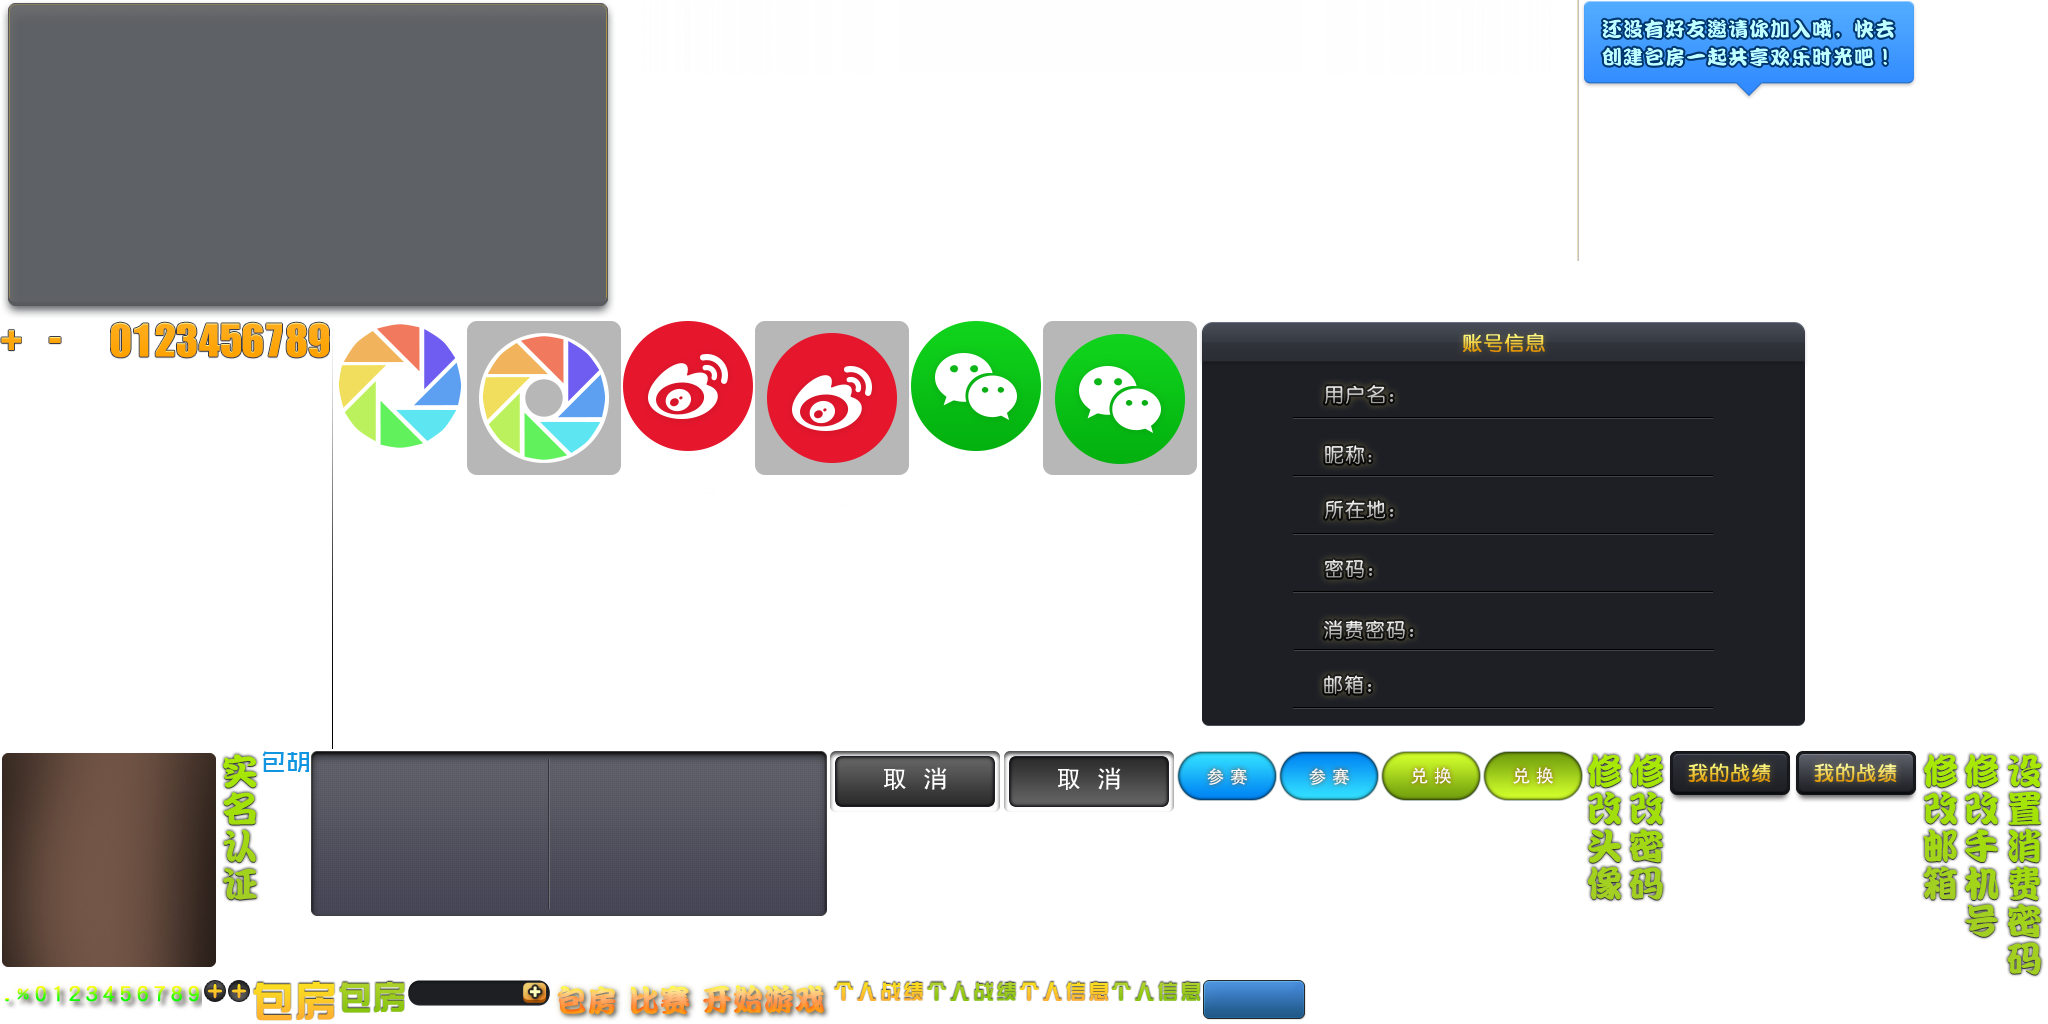 还没有好友邀请你加入哦，快去
创建包房一起共享欢乐时光吧！
+ - 0123456789
账号信息
用户名：
昵称：
所在地：
密码：
消费密码：
邮箱：
实名认证
包胡
取 消
取 消
参 赛
参 赛
兑 换
兑 换
修改头像
修改密码
我的战绩
我的战绩
修改邮箱
修改手机号
设置消费密码
.%0123456789
++
包房
包房
+
包房 比赛 开始游戏
个人战绩
个人战绩
个人信息
个人信息